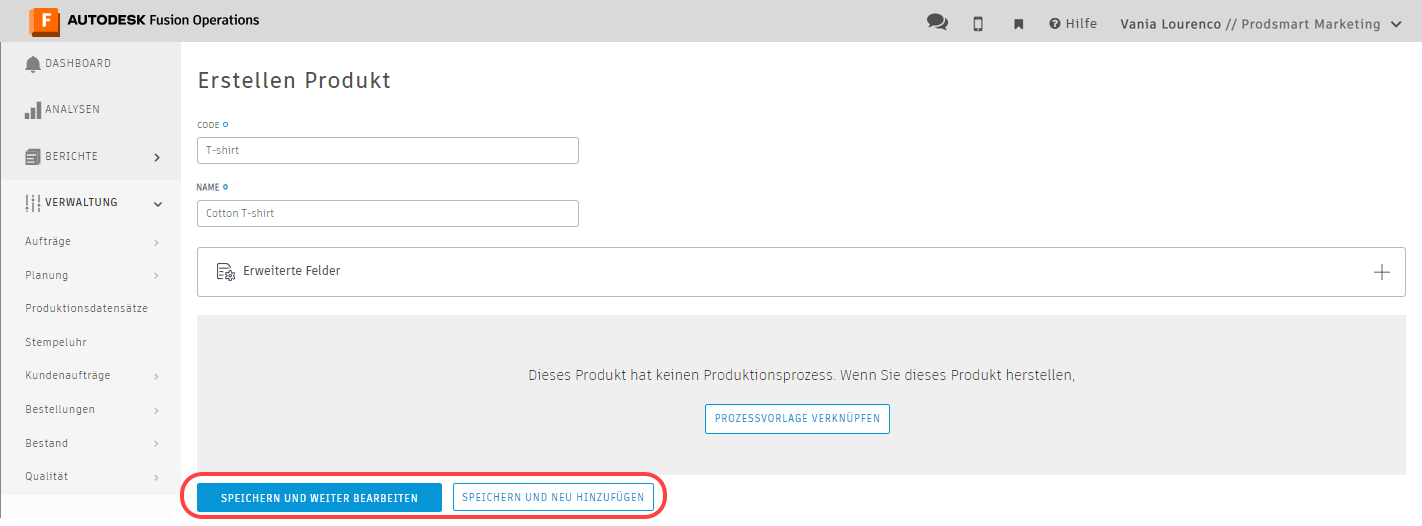 F AUTODESK Fusion Operations
Hilfe Vania Lourenco // Prodsmart Marketing
DASHBOARD
ANALYSEN
BERICHTE
VERWALTUNG
Aufträge
Planung
Produktionsdatensätze
Stempeluhr
Kundenaufträge
Bestellungen
Bestand
Qualität
Erstellen Produkt
CODE
T-shirt
NAME
Cotton T-shirt
Erweiterte Felder
Dieses Produkt hat keinen Produktionsprozess. Wenn Sie dieses Produkt herstellen,
PROZESSVORLAGE VERKNÜPFEN
SPEICHERN UND WEITER BEARBEITEN
SPEICHERN UND NEU HINZUFÜGEN